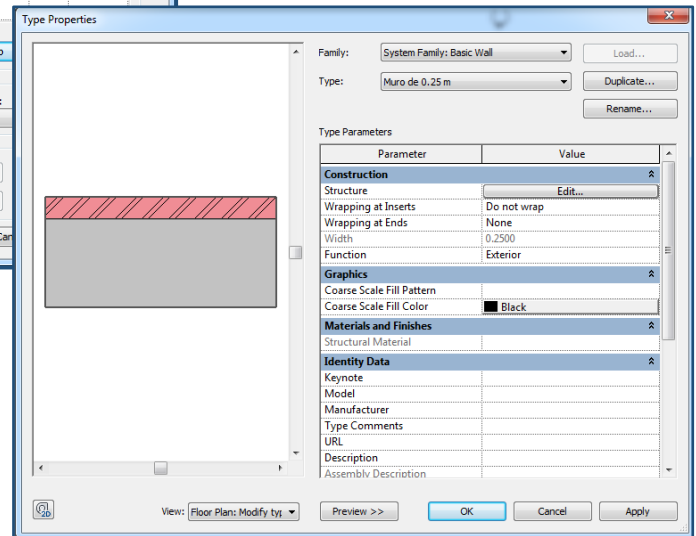 Type Properties
Family: System Family: Basic Wall Load...
Type: Muro de 0.25 m Duplicate...
Rename...
Type Parameters
Parameter Value
Construction
Structure Edit...
Wrapping at Inserts Do not wrap
Wrapping at Ends None
Width 0.2500
Function Exterior
Graphics
Coarse Scale Fill Pattern
Coarse Scale Fill Color Black
Materials and Finishes
Structural Material
Identity Data
Keynote
Model
Manufacturer
Type Comments
URL
Description
Assembly Description
View: Floor Plan: Modify typ Preview >> OK Cancel Apply